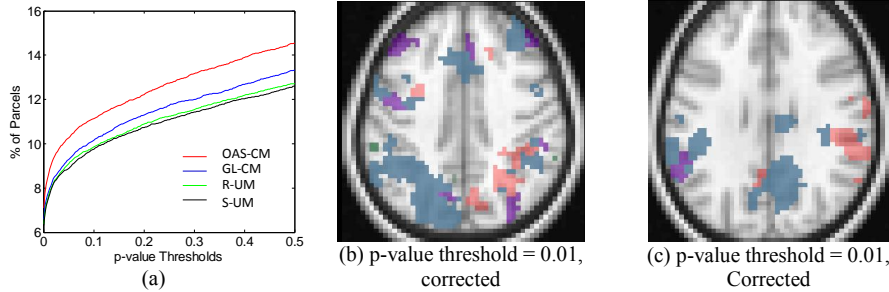 16
14
12
10
8
6
% of Parcels
OAS-CM
GL-CM
R-UM
S-UM
0 0.1 0.2 0.3 0.4 0.5
p-value Thresholds
(a)
(b) p-value threshold = 0.01,
corrected
(c) p-value threshold = 0.01,
Corrected